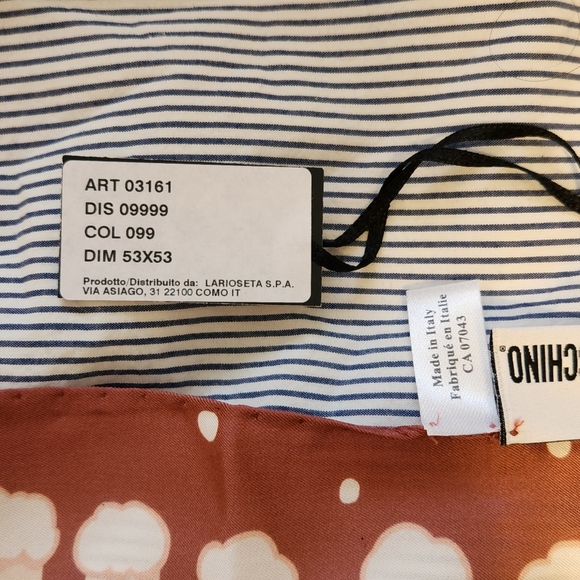 ART 03161
DIS 09999
COL 099
DIM 53X53
Prodotto/Distribuito da: LARIOSETA S.P.A.
VIA ASIAGO, 31 22100 COMO IT
Made in Italy
Fabriqué en Italie
CA 07043
CHINO®